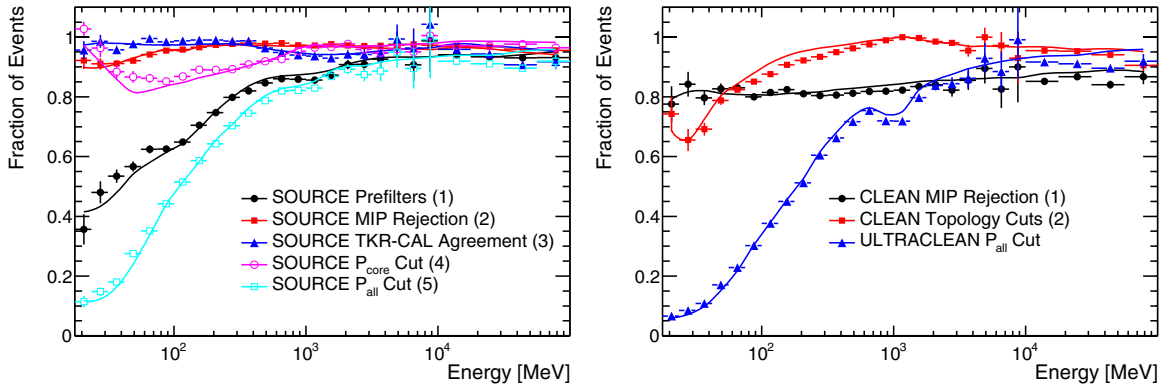 Fraction of Events
1
0.8
0.6
0.4
0.2
0
SOURCE Prefilters (1)
SOURCE MIP Rejection (2)
SOURCE TKR-CAL Agreement (3)
SOURCE P_core Cut (4)
SOURCE P_all Cut (5)
10² 10³ 10⁴
Energy [MeV]
Fraction of Events
1
0.8
0.6
0.4
0.2
0
CLEAN MIP Rejection (1)
CLEAN Topology Cuts (2)
ULTRACLEAN P_all Cut
10² 10³ 10⁴
Energy [MeV]